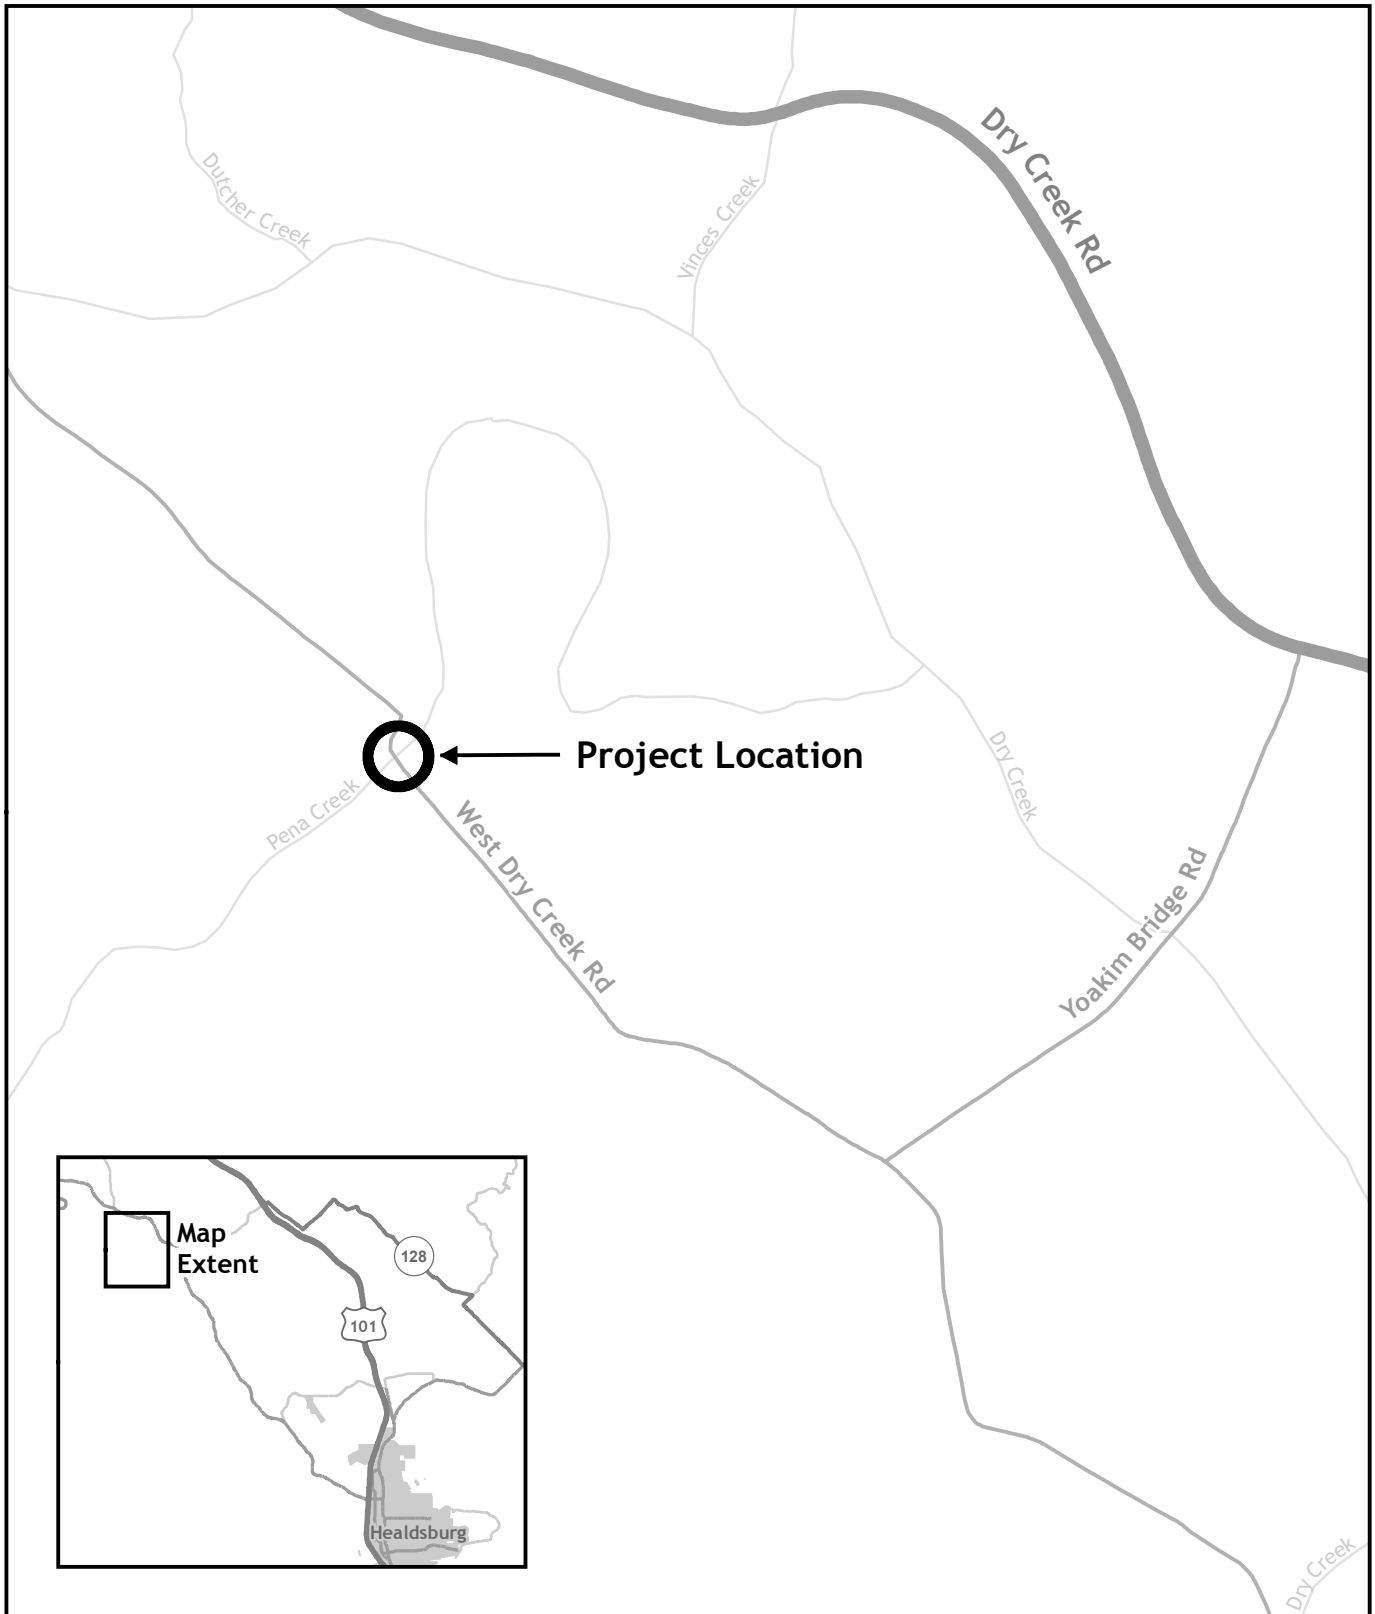 Dry Creek Rd
Dutcher Creek
Vinces Creek
Dry Creek
Project Location
Pena Creek
West Dry Creek Rd
Yoakim Bridge Rd
Map
Extent
128
101
Healdsburg
Dry Creek